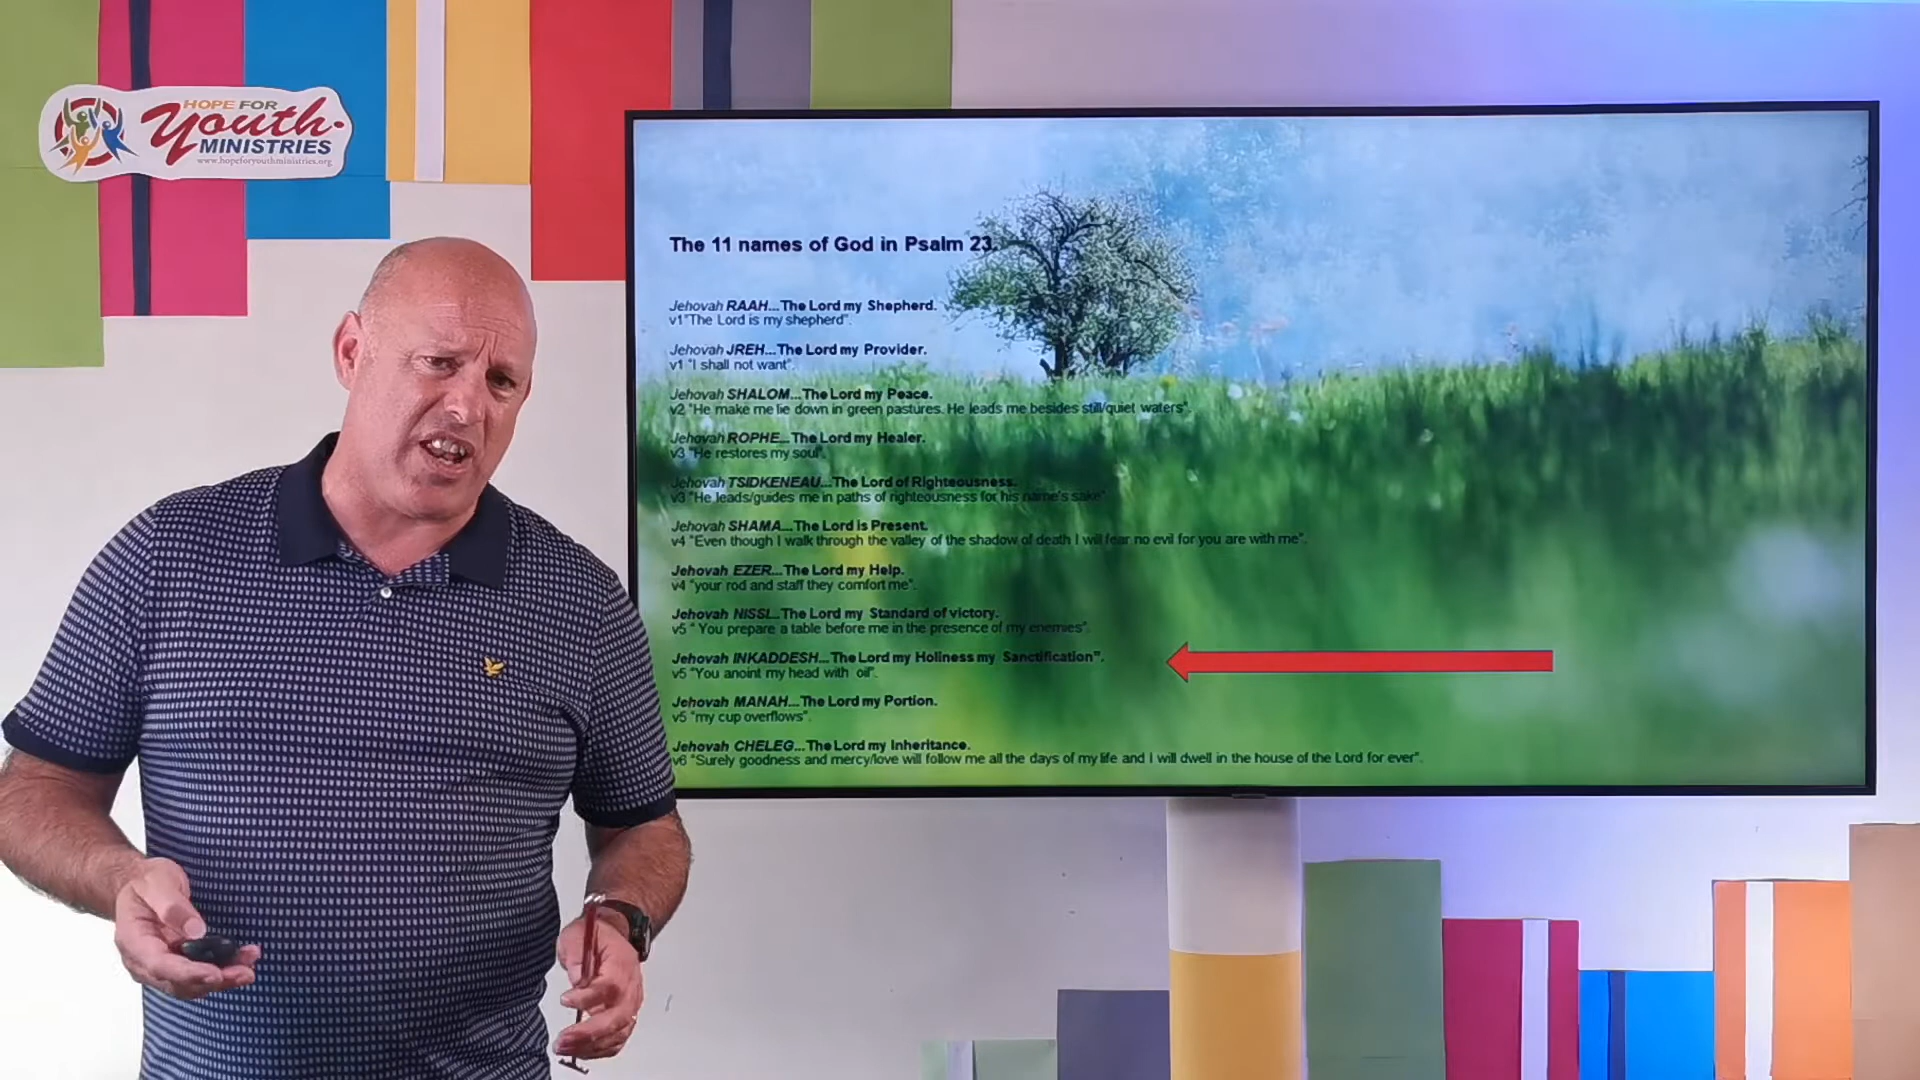 HOPE FOR
Youth
MINISTRIES
www.hopeforyouthministries.org
The 11 names of God in Psalm 23.
Jehovah RAAH...The Lord my Shepherd.
v1"The Lord is my shepherd".
Jehovah JREH...The Lord my Provider.
v1 "I shall not want".
Jehovah SHALOM...The Lord my Peace.
v2 "He make me lie down in green pastures. He leads me besides still/quiet waters".
Jehovah ROPHE...The Lord my Healer.
v3 "He restores my soul".
Jehovah TSIDKENEAU...The Lord of Righteousness.
v3 "He leads/guides me in paths of righteousness for his name's sake"
Jehovah SHAMA...The Lord is Present.
v4 "Even though I walk through the valley of the shadow of death I will fear no evil for you are with me".
Jehovah EZER...The Lord my Help.
v4 "your rod and staff they comfort me".
Jehovah NISSI...The Lord my Standard of victory.
v5 " You prepare a table before me in the presence of my enemies".
Jehovah INKADDESH...The Lord my Holiness my Sanctification".
v5 "You anoint my head with oil".
Jehovah MANAH...The Lord my Portion.
v5 "my cup overflows".
Jehovah CHELEG...The Lord my Inheritance.
v6 "Surely goodness and mercy/love will follow me all the days of my life and I will dwell in the house of the Lord for ever".